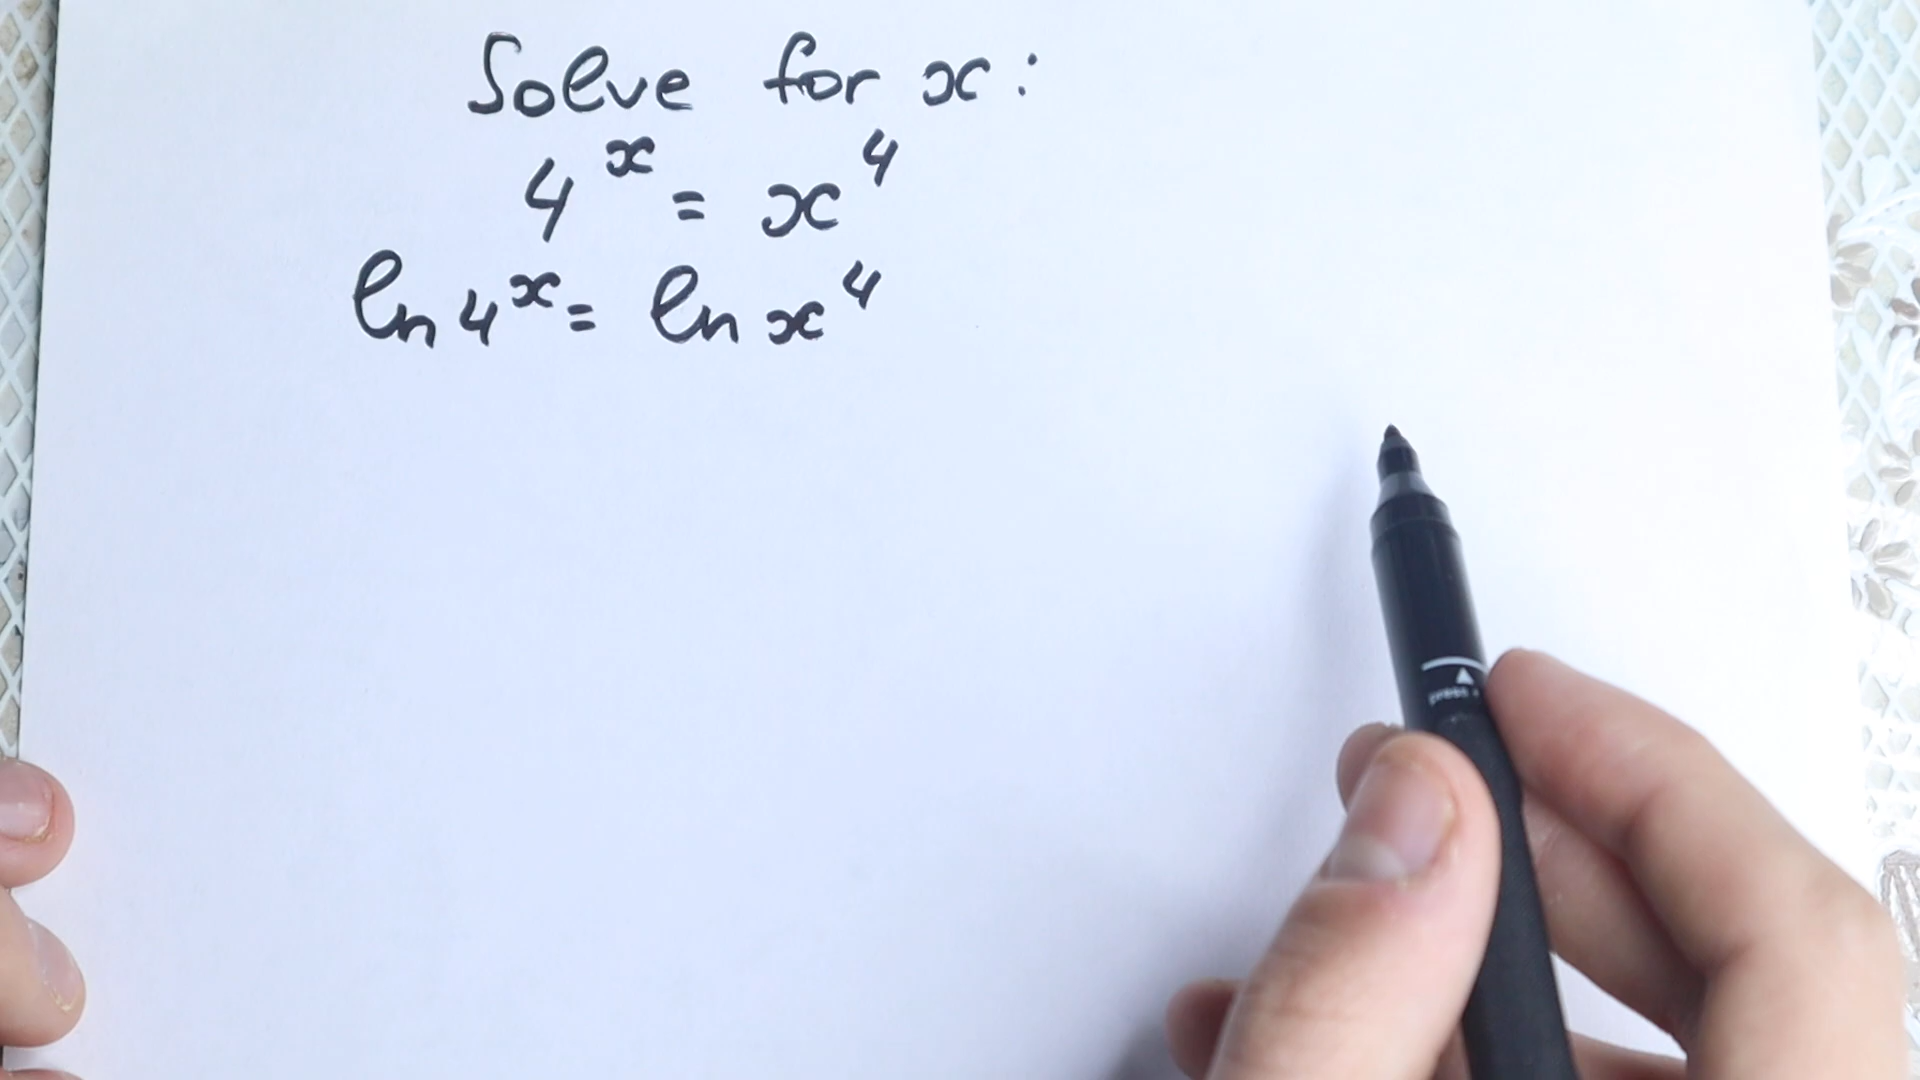 Solve for x:
4^x = x^4
ln 4^x = ln x^4